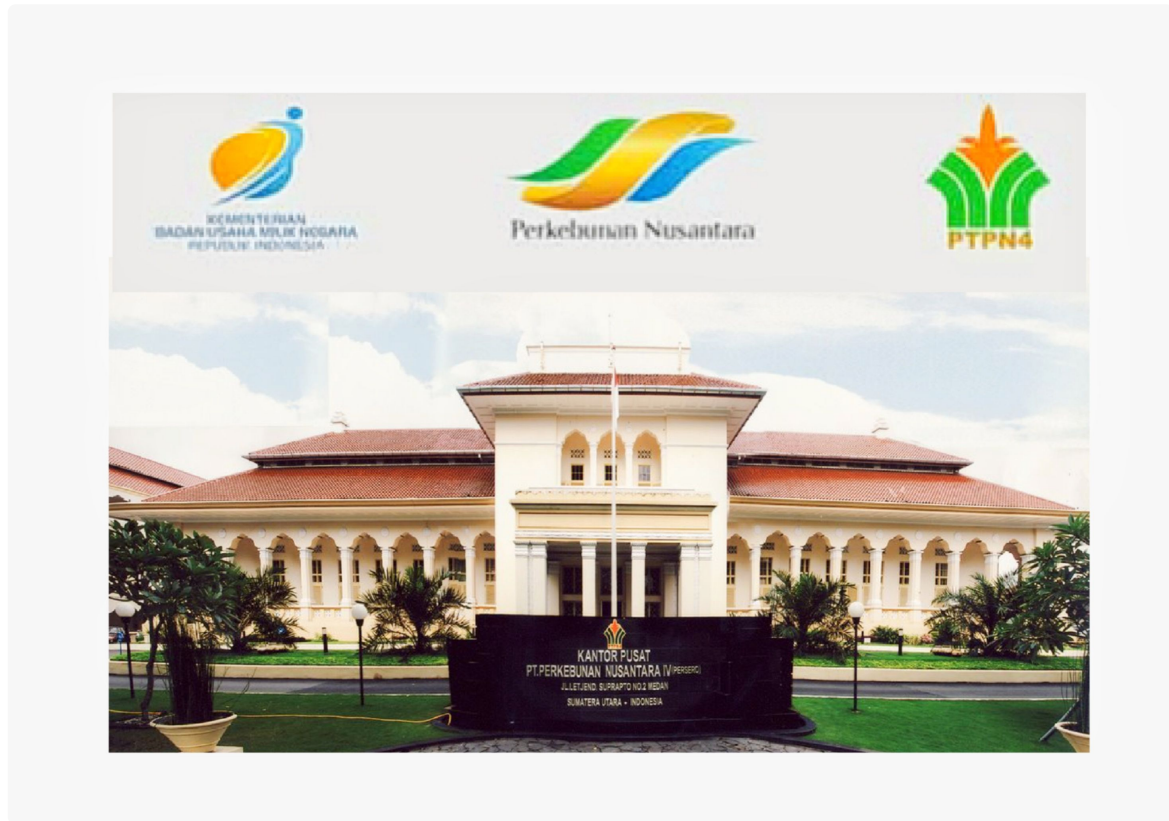 KEMENTERIAN
BADAN USAHA MILIK NEGARA
REPUBLIK INDONESIA
Perkebunan Nusantara
PTPN4
KANTOR PUSAT
PT.PERKEBUNAN NUSANTARA IV (PERSERO)
JL.LETJEND. SUPRAPTO NO.2 MEDAN
SUMATERA UTARA - INDONESIA